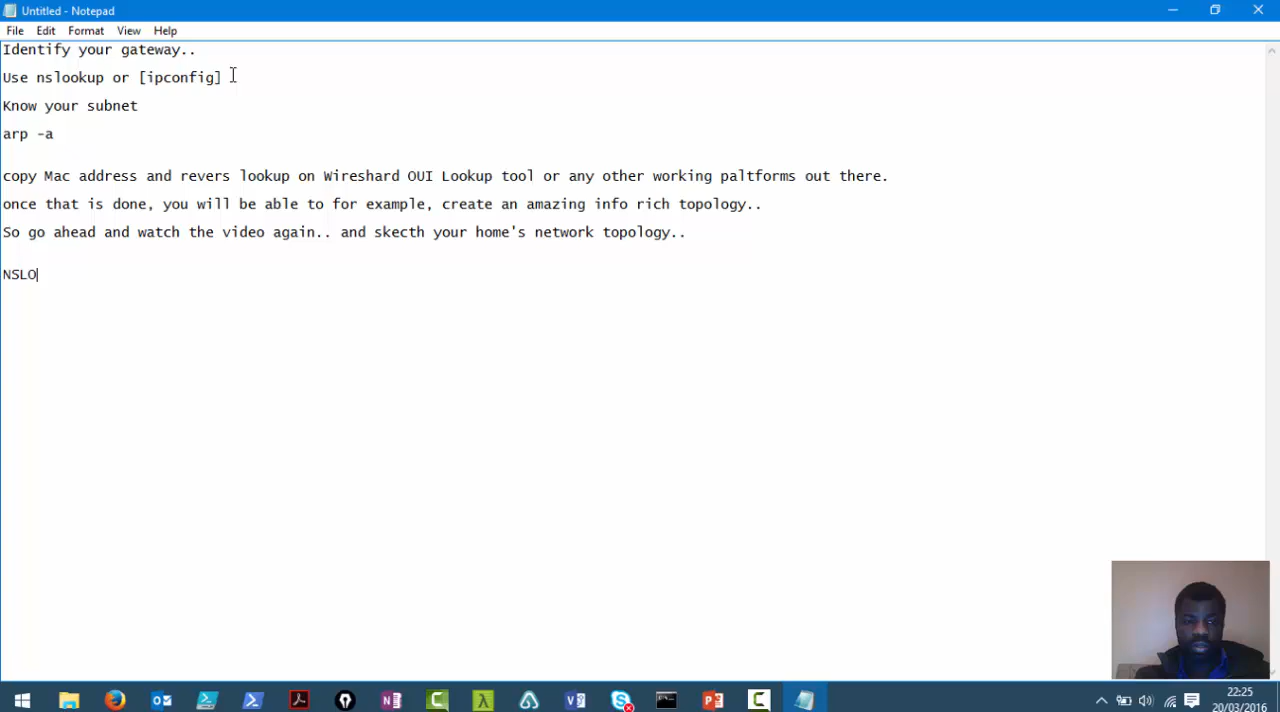 Untitled - Notepad
File Edit Format View Help
Identify your gateway..
Use nslookup or [ipconfig]
Know your subnet
arp -a
copy Mac address and revers lookup on Wireshard OUI Lookup tool or any other working paltforms out there.
once that is done, you will be able to for example, create an amazing info rich topology..
So go ahead and watch the video again.. and skecth your home's network topology..
NSLO
22:25
20/03/2016